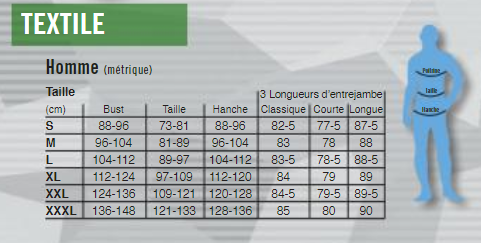 TEXTILE
Homme (métrique)
Taille 3 Longueurs d'entrejambe
(cm) Bust Taille Hanche Classique Courte Longue
S 88-96 73-81 88-96 82-5 77-5 87-5
M 96-104 81-89 96-104 83 78 88
L 104-112 89-97 104-112 83-5 78-5 88-5
XL 112-124 97-109 112-120 84 79 89
XXL 124-136 109-121 120-128 84-5 79-5 89-5
XXXL 136-148 121-133 128-136 85 80 90
Poitrine
Taille
Hanche